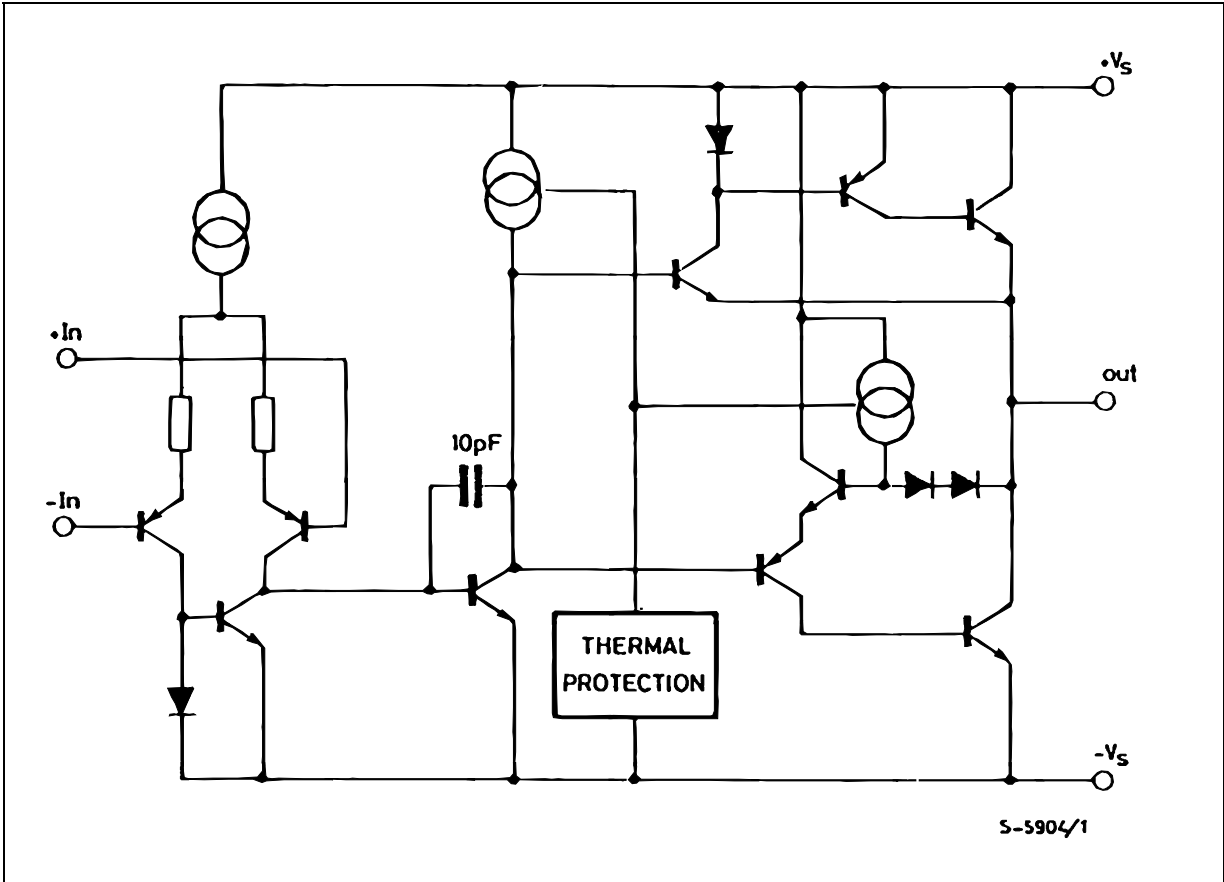 +Vs
+In
out
10pF
-In
THERMAL
PROTECTION
-Vs
S-5904/1